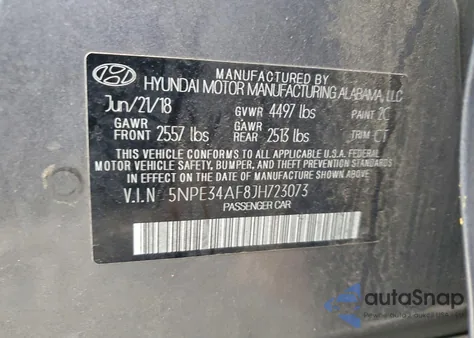 MANUFACTURED BY
HYUNDAI MOTOR MANUFACTURING ALABAMA, LLC
Jun/21/18 GVWR 4497 lbs PAINT 2C
GAWR FRONT 2557 lbs GAWR REAR 2513 lbs TRIM CT
THIS VEHICLE CONFORMS TO ALL APPLICABLE U.S. FEDERAL
MOTOR VEHICLE SAFETY, BUMPER, AND THEFT PREVENTION STANDARDS
IN EFFECT ON THE DATE OF MANUFACTURE SHOWN ABOVE.
V.I.N 5NPE34AF8JH723073
PASSENGER CAR
autoSnap